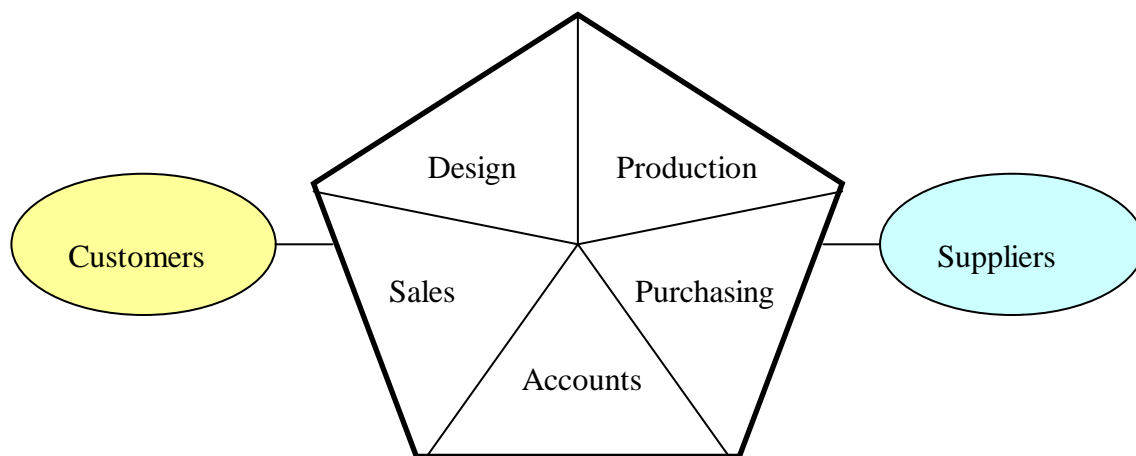 Design
Production
Customers
Suppliers
Sales
Purchasing
Accounts